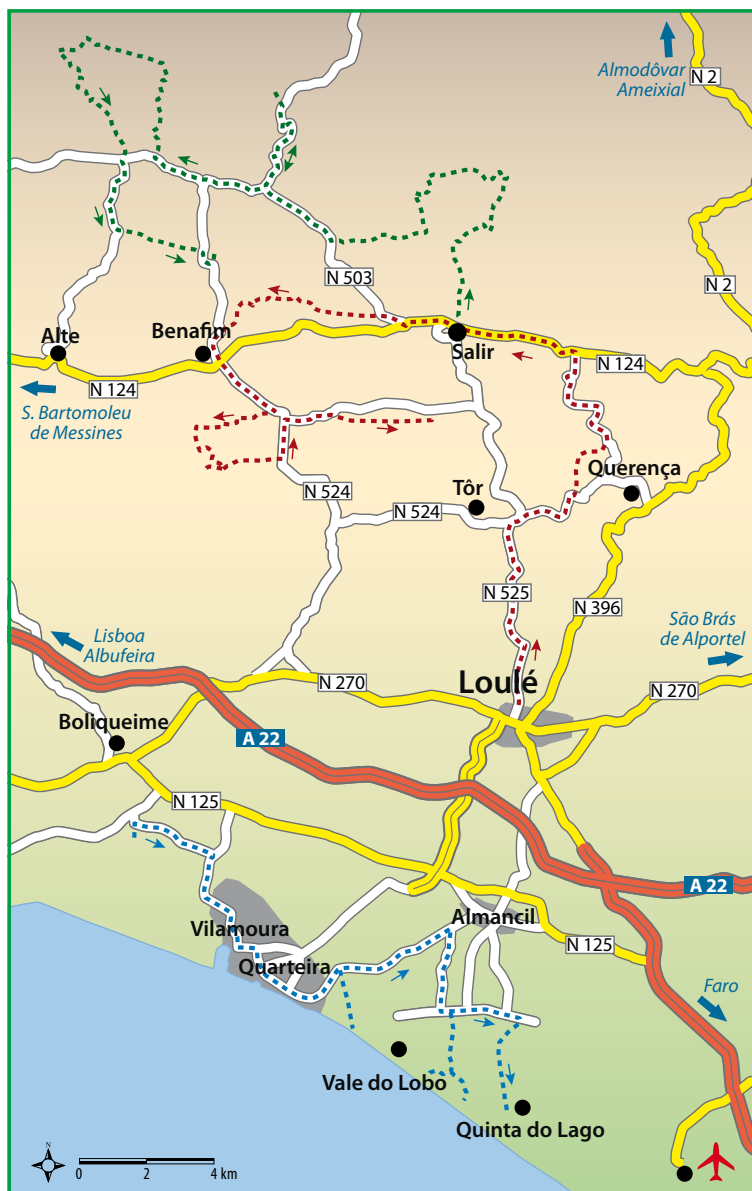 Almodôvar
Ameixial
N 2
N 2
N 503
Alte
Benafim
Salir
N 124
N 124
S. Bartomoleu
de Messines
Querença
Tôr
N 524
N 524
N 525
N 396
São Brás
de Alportel
Lisboa
Albufeira
N 270
Loulé
N 270
Boliqueime
A 22
N 125
A 22
Almancil
Vilamoura
Quarteira
N 125
Faro
Vale do Lobo
Quinta do Lago
N
0 2 4 km